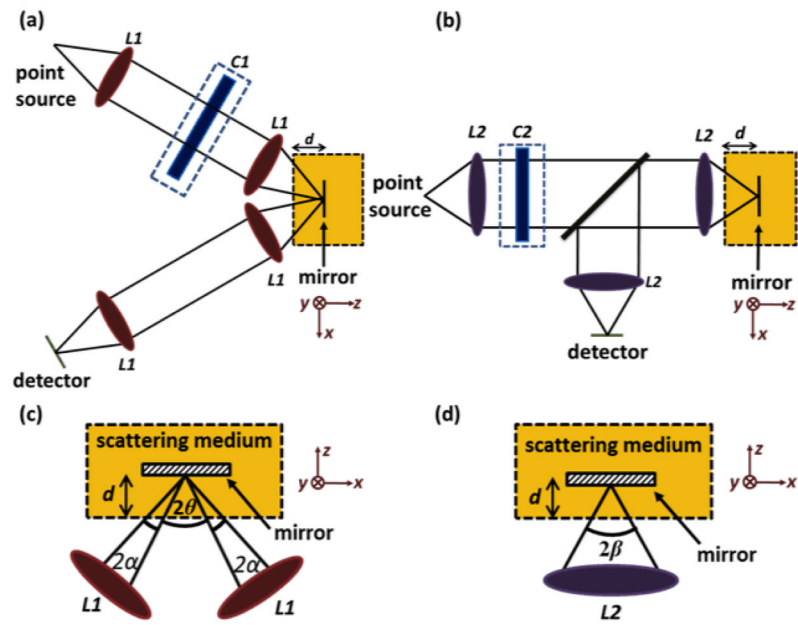 (a)
L1
C1
point
source
L1
d
mirror
L1
y
z
x
L1
detector
(b)
L2
C2
L2
d
point
source
mirror
L2
y
z
x
detector
(c)
scattering medium
z
y
x
d
2θ
mirror
2α
2α
L1
L1
(d)
scattering medium
z
y
x
d
mirror
2β
L2